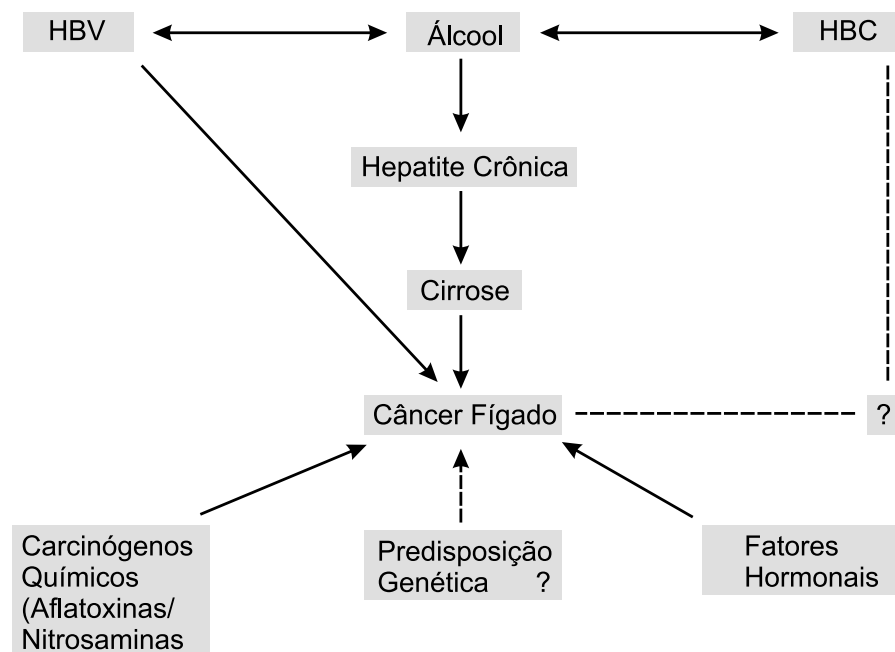 HBV
Álcool
HBC
Hepatite Crônica
Cirrose
Câncer Fígado
?
Carcinógenos
Químicos
(Aflatoxinas/
Nitrosaminas
Predisposição
Genética ?
Fatores
Hormonais